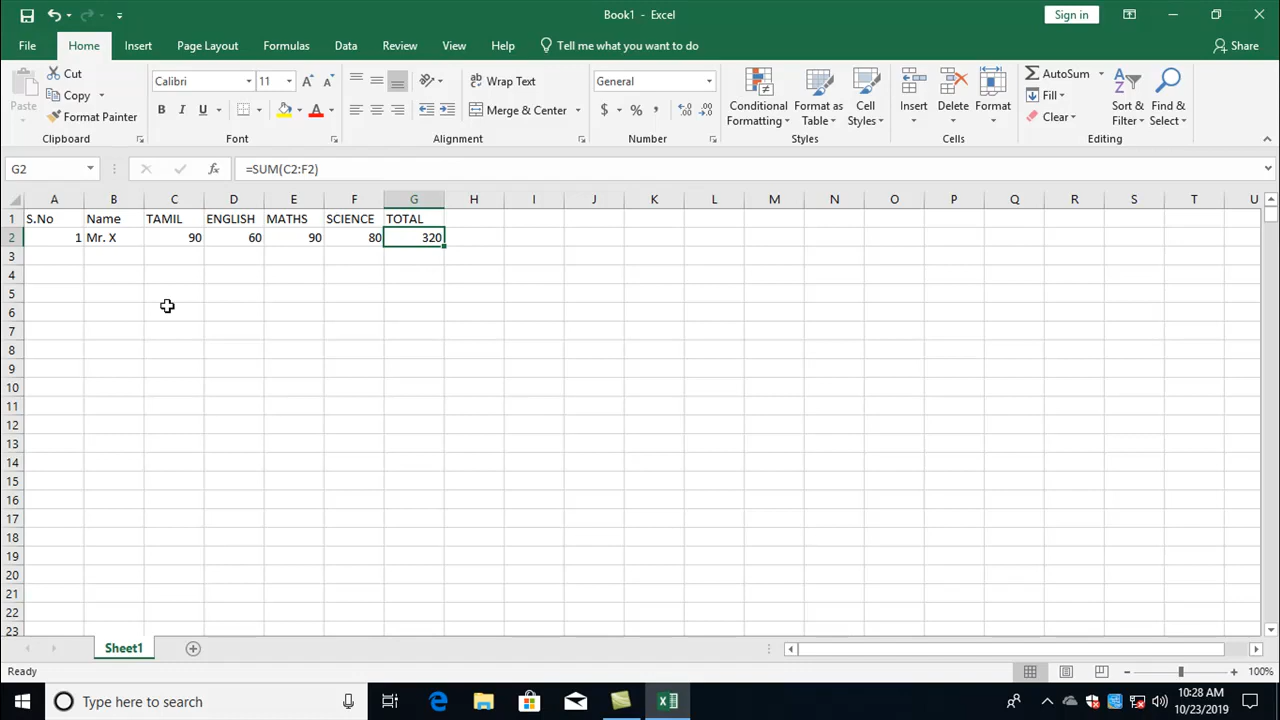 Book1 - Excel
Sign in
File Home Insert Page Layout Formulas Data Review View Help Tell me what you want to do Share
Paste
Cut
Copy
Format Painter
Clipboard
Calibri 11
B I U
Font
Wrap Text
Merge & Center
Alignment
General
$ % ,
Number
Conditional Formatting
Format as Table
Cell Styles
Styles
Insert
Delete
Format
Cells
AutoSum
Fill
Clear
Sort & Filter
Find & Select
Editing
G2 fx =SUM(C2:F2)
A B C D E F G H I J K L M N O P Q R S T U
1 S.No Name TAMIL ENGLISH MATHS SCIENCE TOTAL
2 1 Mr. X 90 60 90 80 320
3
4
5
6
7
8
9
10
11
12
13
14
15
16
17
18
19
20
21
22
23
Sheet1
Ready 100%
Type here to search
10:28 AM
10/23/2019